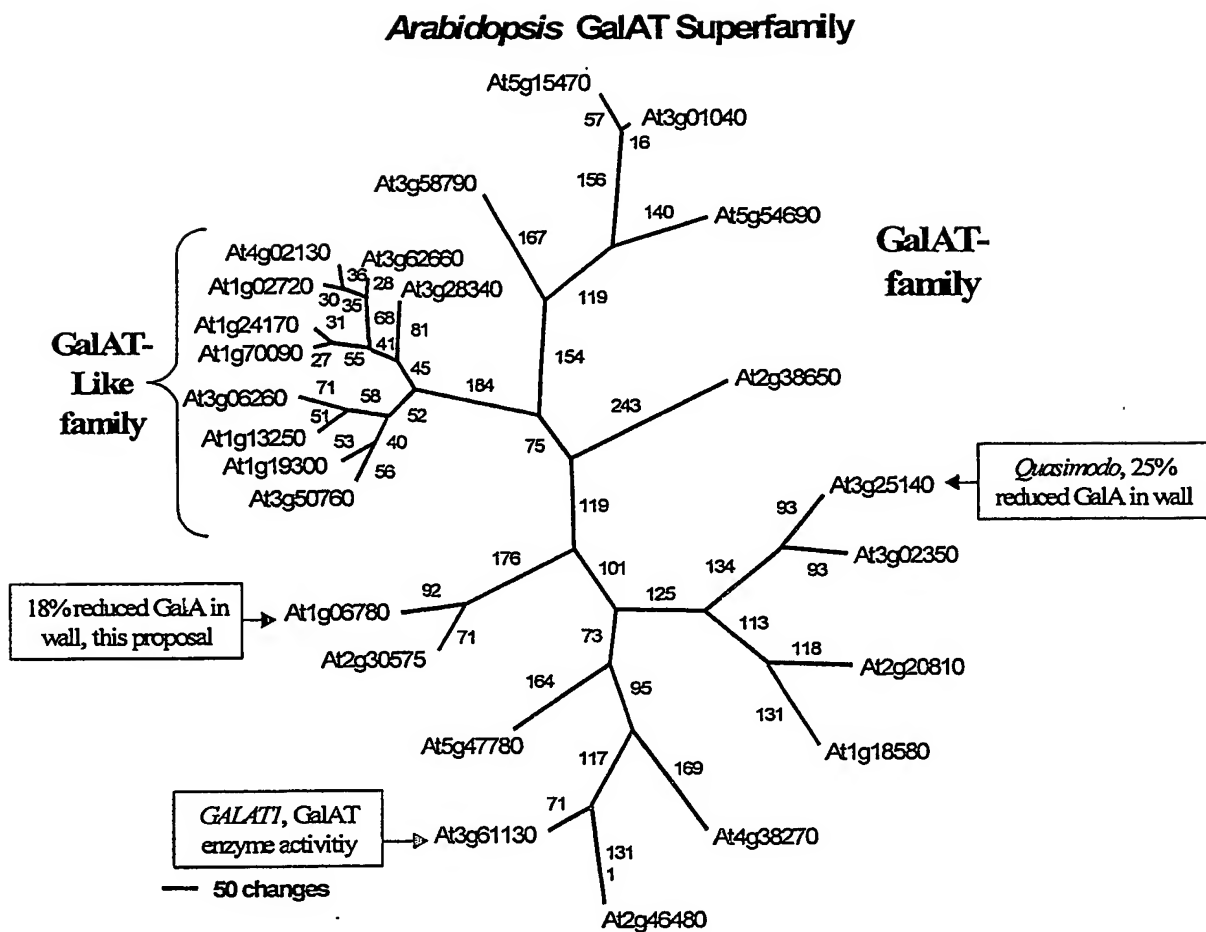 Arabidopsis GalAT Superfamily
At5g15470
57
At3g01040
16
156
At3g58790
140
At5g54690
167
GalAT-
family
119
154
At4g02130
At3g62660
36
28
At1g02720
At3g28340
30
35
68
81
At1g24170
31
41
At1g70090
27
55
45
GalAT-
Like
family
71
58
184
At3g06260
52
51
At1g13250
53
40
At1g19300
56
At3g50760
75
243
At2g38650
119
At3g25140
Quasimodo, 25%
reduced GalA in wall
93
At3g02350
93
134
176
101
125
18% reduced GalA in
wall, this proposal
At1g06780
92
71
At2g30575
113
118
At2g20810
131
At1g18580
73
164
95
At5g47780
117
169
At4g38270
GALAT1, GalAT
enzyme activitiy
71
At3g61130
131
1
At2g46480
50 changes